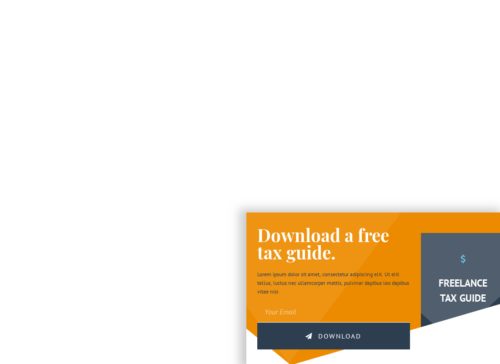 Download a free
tax guide.
Lorem ipsum dolor sit amet, consectetur adipiscing elit. Ut elit
tellus, luctus nec ullamcorper mattis, pulvinar dapibus leo dapibus
vitae nisi
Your Email
DOWNLOAD
$
FREELANCE
TAX GUIDE